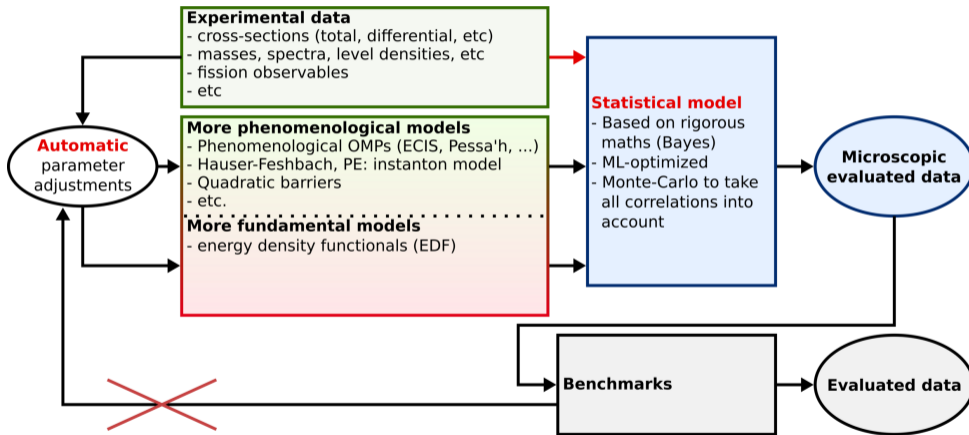 Experimental data
- cross-sections (total, differential, etc)
- masses, spectra, level densities, etc
- fission observables
- etc
Automatic
parameter
adjustments
More phenomenological models
- Phenomenological OMPs (ECIS, Pessa'h, ...)
- Hauser-Feshbach, PE: instanton model
- Quadratic barriers
- etc.
More fundamental models
- energy density functionals (EDF)
Statistical model
- Based on rigorous
maths (Bayes)
- ML-optimized
- Monte-Carlo to take
all correlations into
account
Microscopic
evaluated data
Benchmarks
Evaluated data